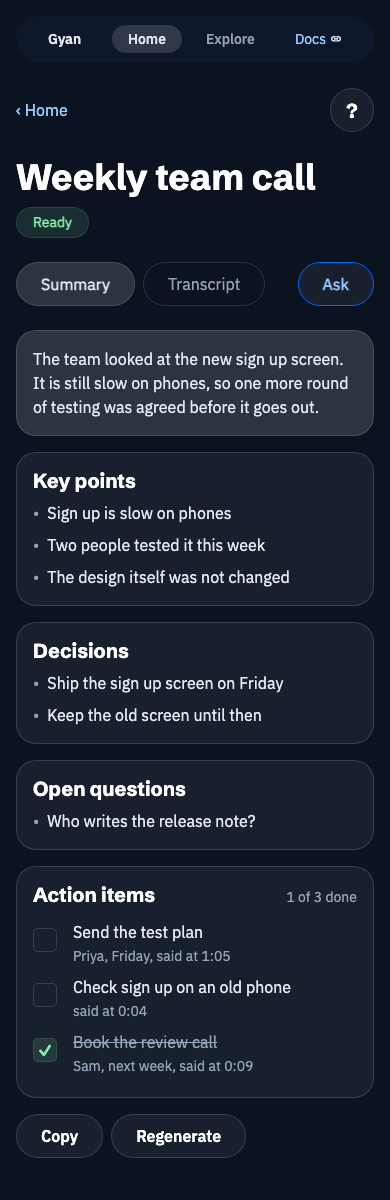 Gyan
Home
Explore
Docs
‹ Home
?
Weekly team call
Ready
Summary
Transcript
Ask
The team looked at the new sign up screen.
It is still slow on phones, so one more round
of testing was agreed before it goes out.
Key points
• Sign up is slow on phones
• Two people tested it this week
• The design itself was not changed
Decisions
• Ship the sign up screen on Friday
• Keep the old screen until then
Open questions
• Who writes the release note?
Action items
1 of 3 done
Send the test plan
Priya, Friday, said at 1:05
Check sign up on an old phone
said at 0:04
Book the review call
Sam, next week, said at 0:09
Copy
Regenerate